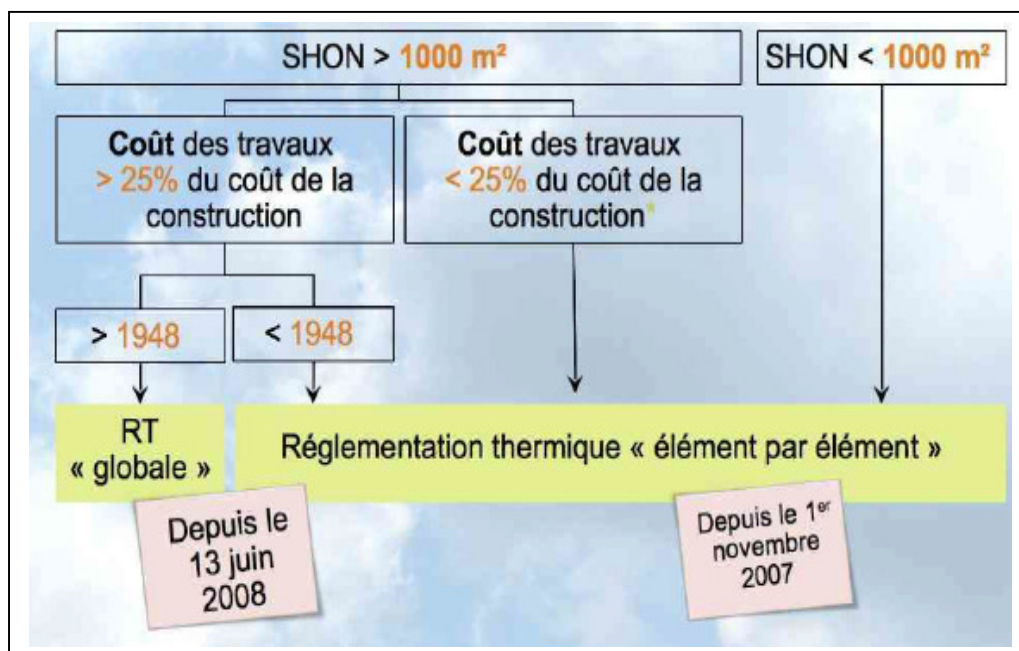 SHON > 1000 m²
SHON < 1000 m²
Coût des travaux
> 25% du coût de la
construction
Coût des travaux
< 25% du coût de la
construction*
> 1948
< 1948
RT
« globale »
Réglementation thermique « élément par élément »
Depuis le
13 juin
2008
Depuis le 1er
novembre
2007